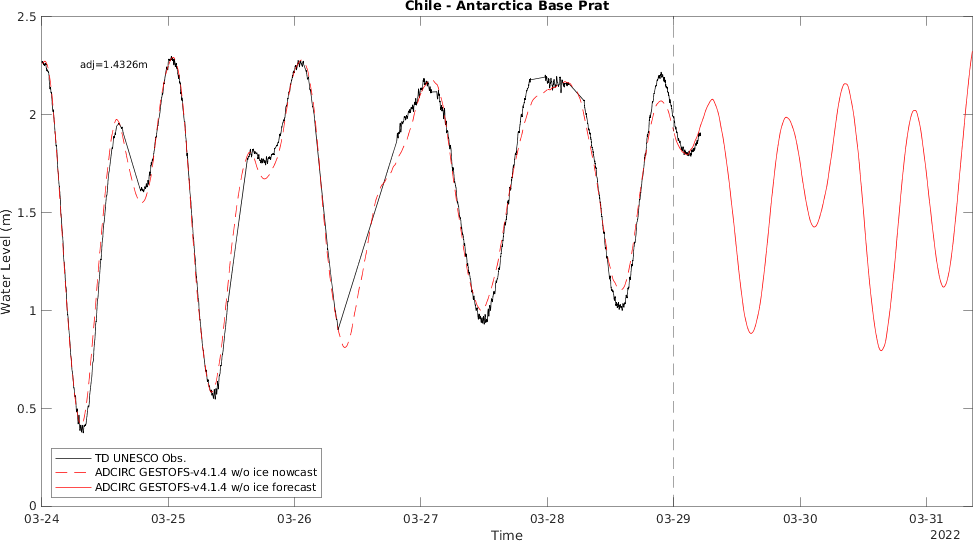 Chile - Antarctica Base Prat
adj=1.4326m
2.5
2
1.5
1
0.5
0
Water Level (m)
TD UNESCO Obs.
ADCIRC GESTOFS-v4.1.4 w/o ice nowcast
ADCIRC GESTOFS-v4.1.4 w/o ice forecast
03-24 03-25 03-26 03-27 03-28 03-29 03-30 03-31
Time
2022